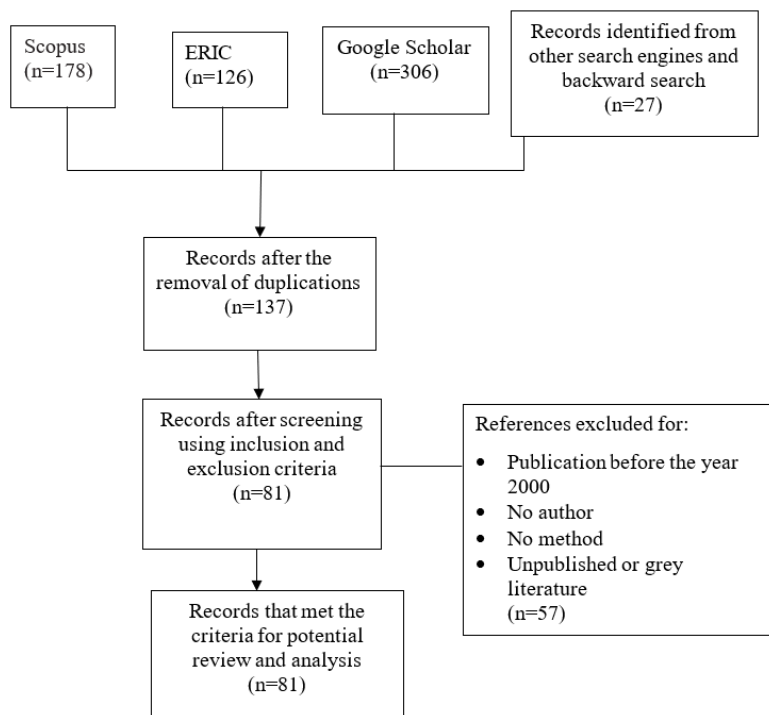 Scopus
(n=178)
ERIC
(n=126)
Google Scholar
(n=306)
Records identified from
other search engines and
backward search
(n=27)
Records after the
removal of duplications
(n=137)
Records after screening
using inclusion and
exclusion criteria
(n=81)
References excluded for:
• Publication before the year
2000
• No author
• No method
• Unpublished or grey
literature
(n=57)
Records that met the
criteria for potential
review and analysis
(n=81)